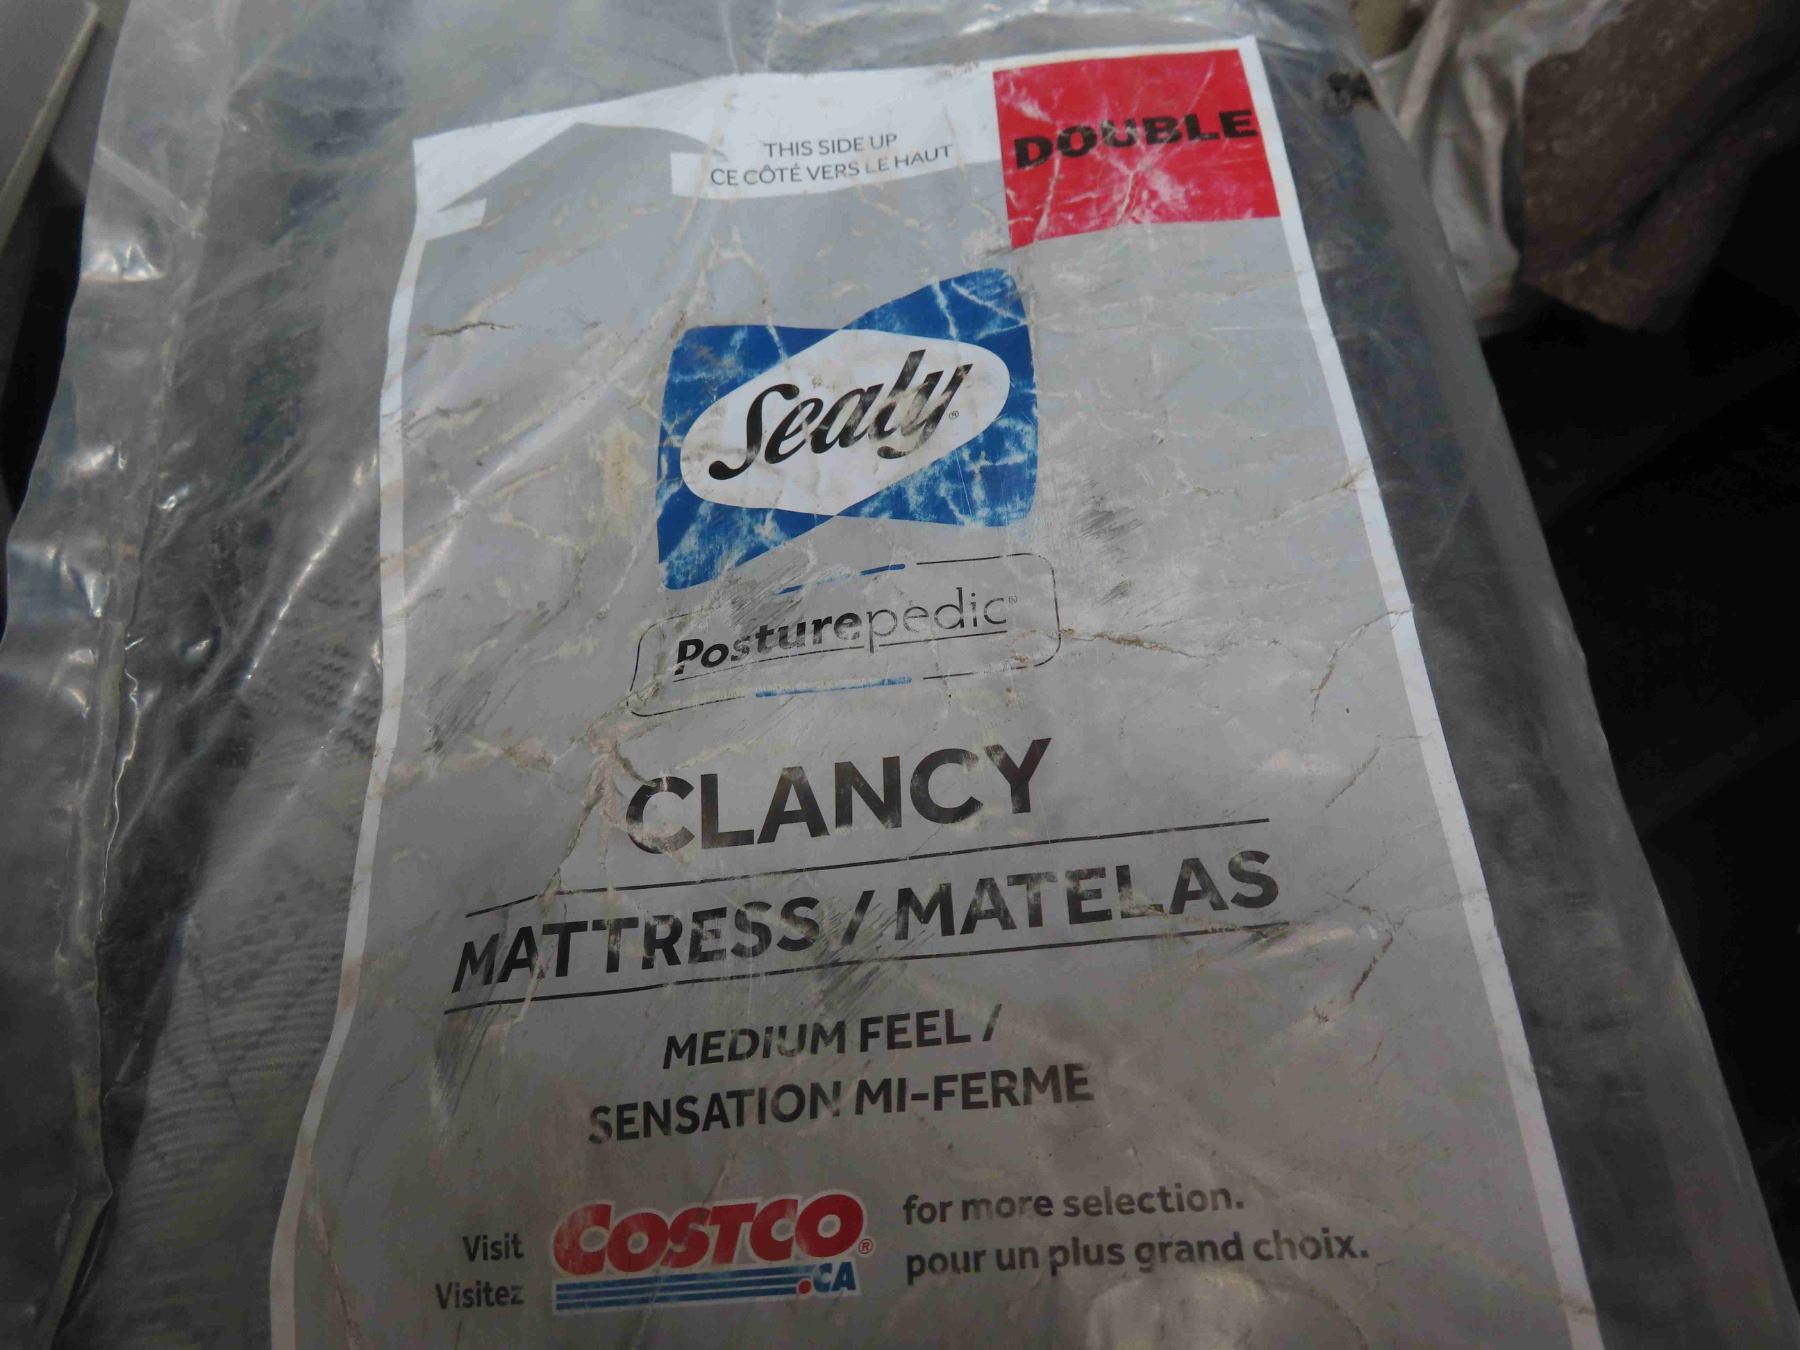 THIS SIDE UP
CE CÔTÉ VERS LE HAUT
DOUBLE
Sealy®
Posturepedic®
CLANCY
MATTRESS / MATELAS
MEDIUM FEEL /
SENSATION MI-FERME
Visit COSTCO® for more selection.
Visitez .CA pour un plus grand choix.